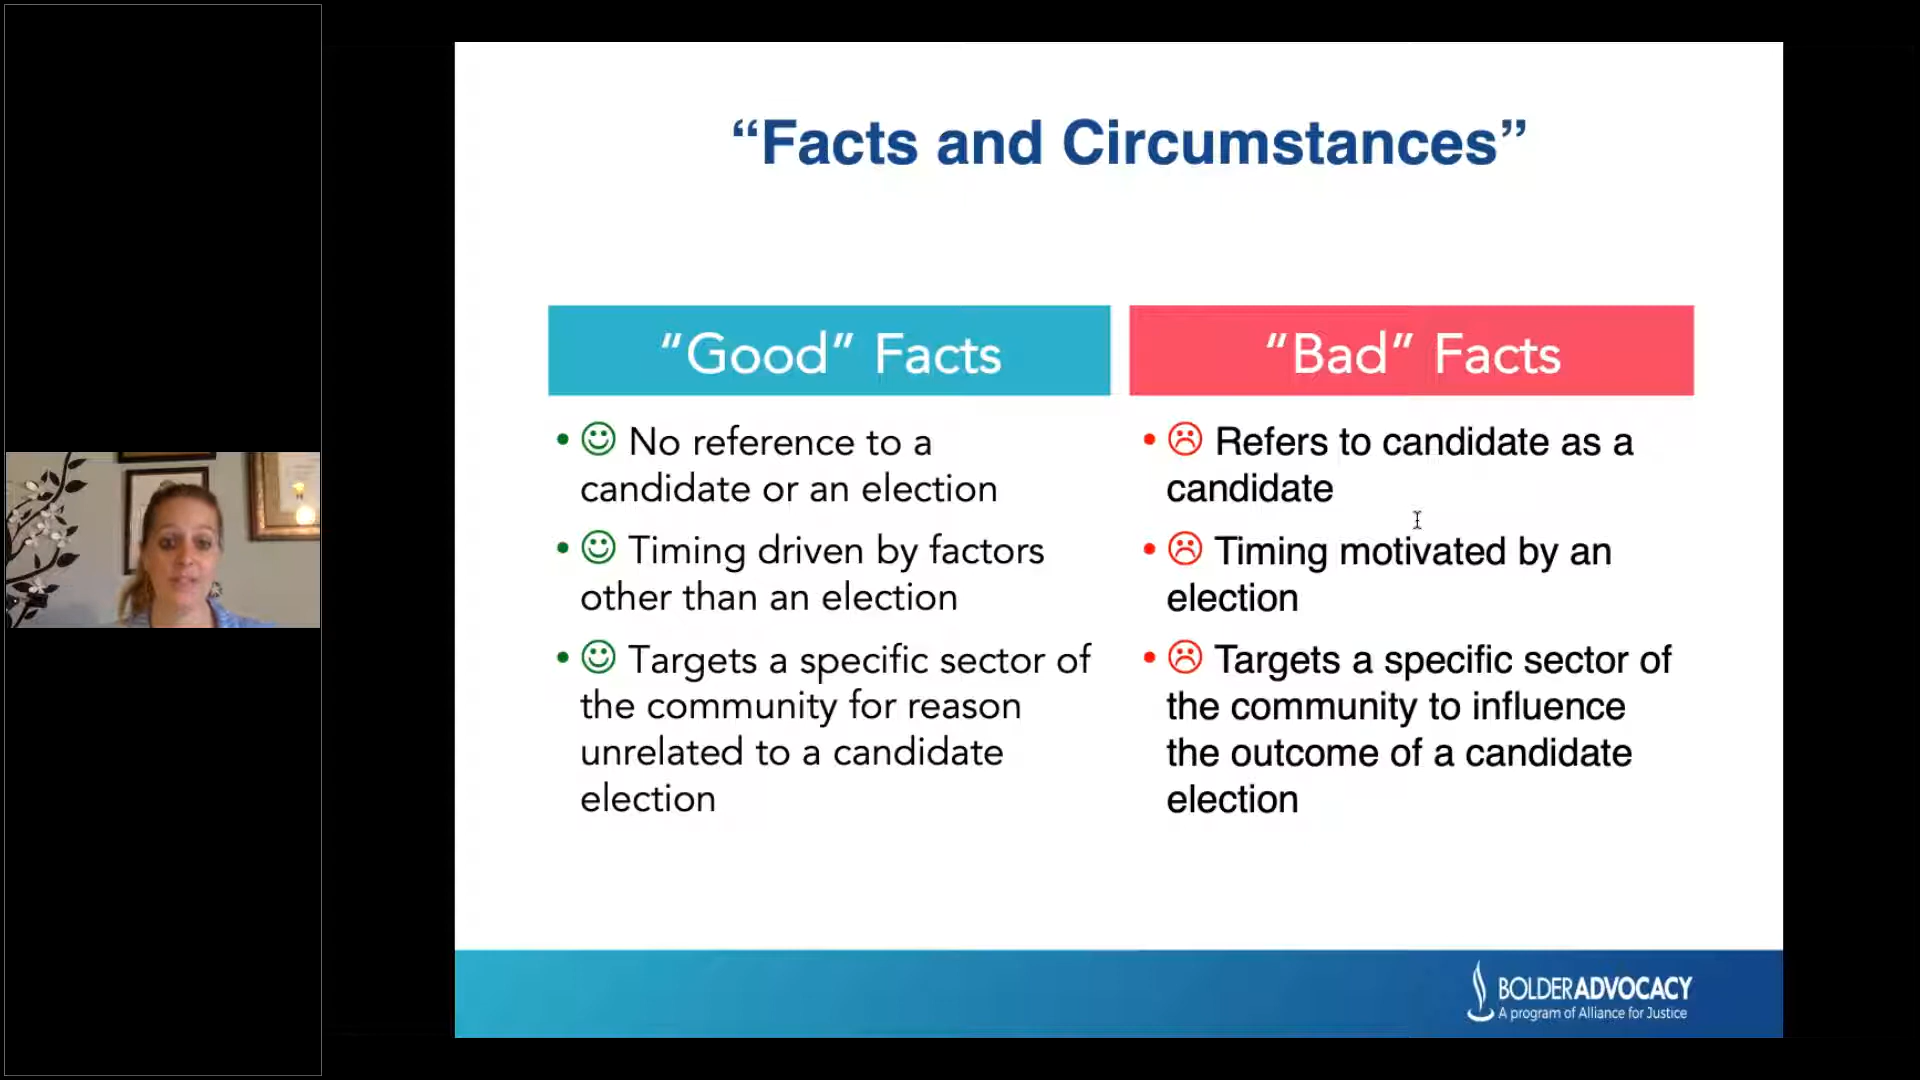 “Facts and Circumstances”
“Good” Facts
• No reference to a
candidate or an election
• Timing driven by factors
other than an election
• Targets a specific sector of
the community for reason
unrelated to a candidate
election
“Bad” Facts
• Refers to candidate as a
candidate
• Timing motivated by an
election
• Targets a specific sector of
the community to influence
the outcome of a candidate
election
BOLDERADVOCACY
A program of Alliance for Justice